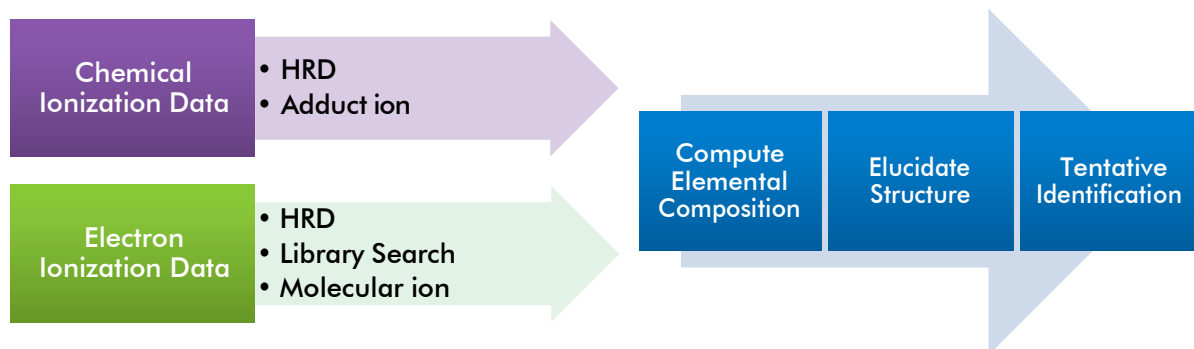 Chemical
Ionization Data
• HRD
• Adduct ion
Electron
Ionization Data
• HRD
• Library Search
• Molecular ion
Compute
Elemental
Composition
Elucidate
Structure
Tentative
Identification